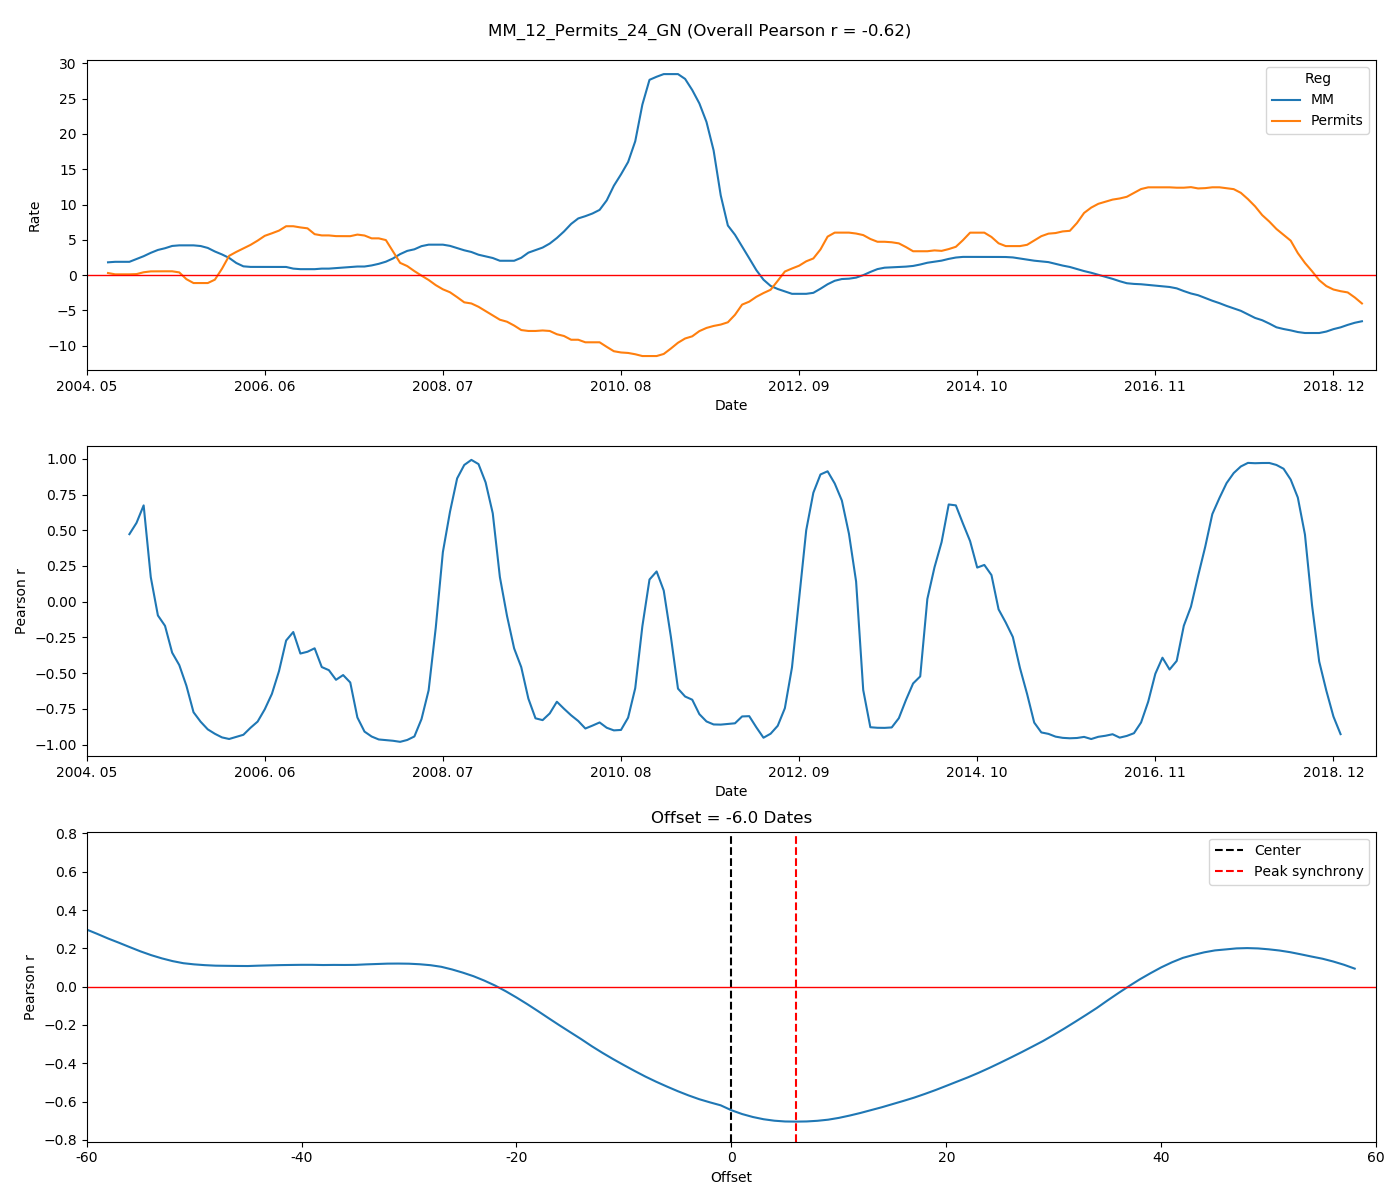 MM_12_Permits_24_GN (Overall Pearson r = -0.62)
30
25
20
15
10
5
0
−5
−10
Rate
Reg
MM
Permits
2004. 05 2006. 06 2008. 07 2010. 08 2012. 09 2014. 10 2016. 11 2018. 12
Date
1.00
0.75
0.50
0.25
0.00
−0.25
−0.50
−0.75
−1.00
Pearson r
2004. 05 2006. 06 2008. 07 2010. 08 2012. 09 2014. 10 2016. 11 2018. 12
Date
Offset = -6.0 Dates
0.8
0.6
0.4
0.2
0.0
−0.2
−0.4
−0.6
−0.8
Pearson r
Center
Peak synchrony
-60 -40 -20 0 20 40 60
Offset